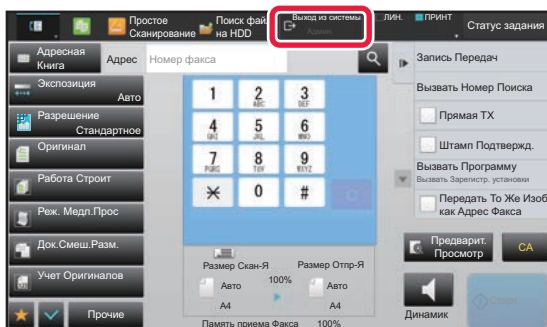 Простое
Сканирование
Поиск фай
на HDD
Выход из системы
Админ.
ЛИН.
ПРИНТ
Статус задания
Адресная
Книга
Адрес
Номер факса
Запись Передач
Экспозиция
Авто
Вызвать Номер Поиска
Разрешение
Стандартное
Прямая TX
Оригинал
Штамп Подтвержд.
Работа Строит
Вызвать Программу
Вызвать Зарегистр. установки
Реж. Медл.Прос
Передать То Же Изоб
как Адрес Факса
Док.Смеш.Разм.
Учет Оригиналов
Прочие
1 2 3
ABC DEF
4 5 6
GHI JKL MNO
7 8 9
PQRS TUV WXYZ
0 #
Размер Скан-Я
Размер Отпр-Я
100%
Авто
Авто
A4
A4
Память приема Факса 100%
Предварит.
Просмотр
CA
Динамик
Старт